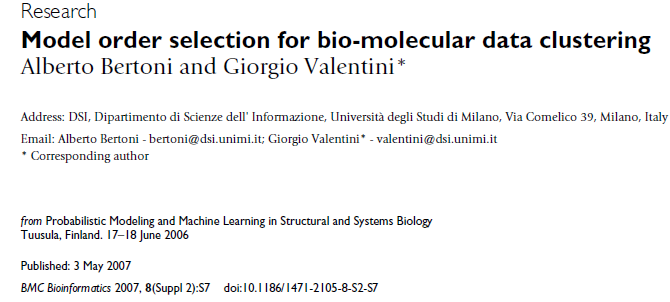 Research
Model order selection for bio-molecular data clustering
Alberto Bertoni and Giorgio Valentini*
Address: DSI, Dipartimento di Scienze dell' Informazione, Università degli Studi di Milano, Via Comelico 39, Milano, Italy
Email: Alberto Bertoni - bertoni@dsi.unimi.it; Giorgio Valentini* - valentini@dsi.unimi.it
* Corresponding author
from Probabilistic Modeling and Machine Learning in Structural and Systems Biology
Tuusula, Finland. 17–18 June 2006
Published: 3 May 2007
BMC Bioinformatics 2007, 8(Suppl 2):S7 doi:10.1186/1471-2105-8-S2-S7